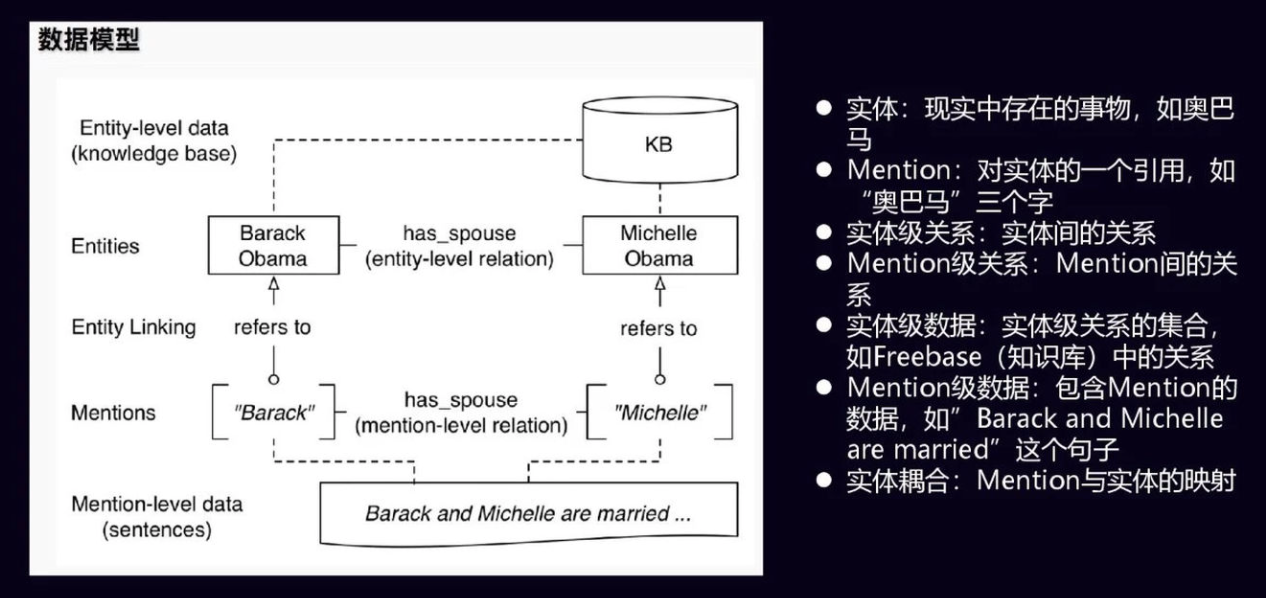 数据模型
Entity-level data
(knowledge base)
KB
Entities
Barack
Obama
has_spouse
(entity-level relation)
Michelle
Obama
Entity Linking
refers to
refers to
Mentions
"Barack"
has_spouse
(mention-level relation)
"Michelle"
Mention-level data
(sentences)
Barack and Michelle are married ...
● 实体：现实中存在的事物，如奥巴
马
● Mention：对实体的一个引用，如
“奥巴马”三个字
● 实体级关系：实体间的关系
● Mention级关系：Mention间的关
系
● 实体级数据：实体级关系的集合，
如Freebase（知识库）中的关系
● Mention级数据：包含Mention的
数据，如”Barack and Michelle
are married”这个句子
● 实体耦合：Mention与实体的映射